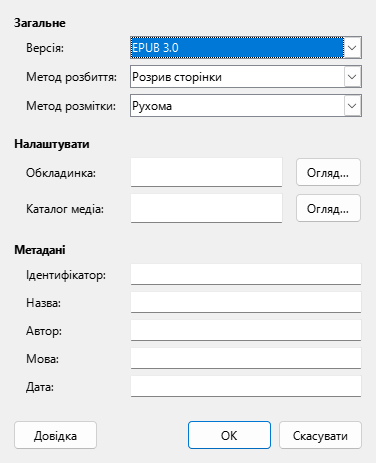 Загальне
Версія: EPUB 3.0
Метод розбиття: Розрив сторінки
Метод розмітки: Рухома
Налаштувати
Обкладинка: Огляд...
Каталог медіа: Огляд...
Метадані
Ідентифікатор:
Назва:
Автор:
Мова:
Дата:
Довідка OK Скасувати